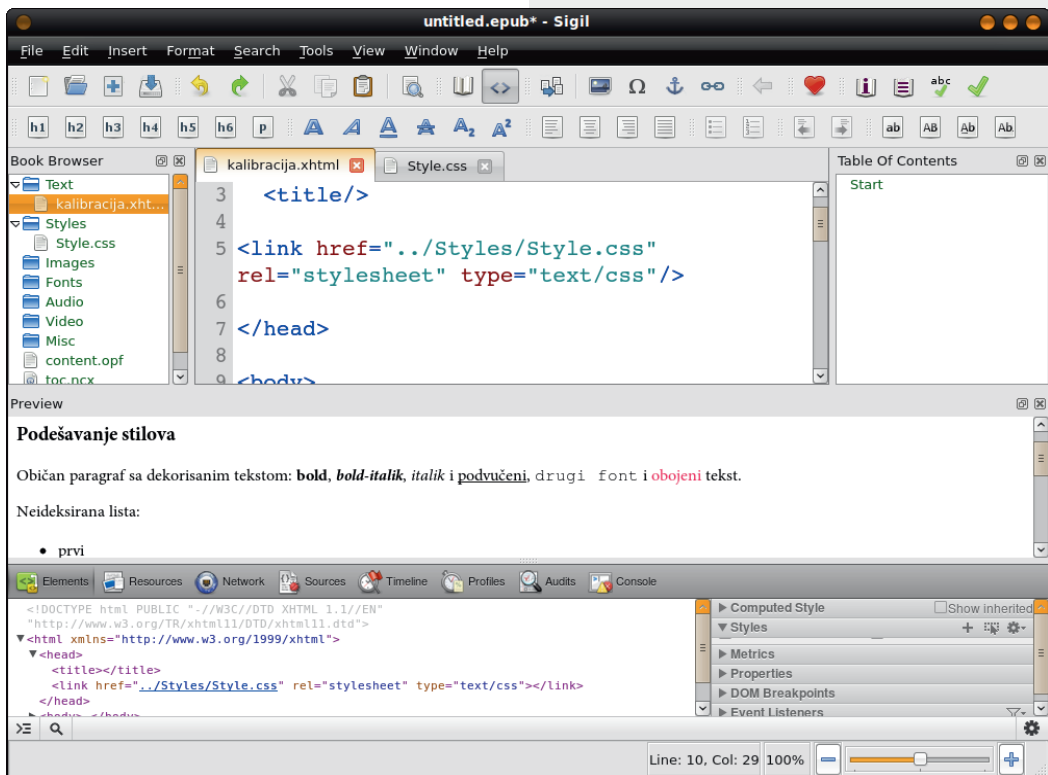 untitled.epub* - Sigil
File Edit Insert Format Search Tools View Window Help
Ω abc
h1 h2 h3 h4 h5 h6 p A A A A₂ A² ab AB Ab Ab
Book Browser
Text
kalibracija.xht...
Styles
Style.css
Images
Fonts
Audio
Video
Misc
content.opf
toc.ncx
kalibracija.xhtml Style.css
3 <title/>
4
5 <link href="../Styles/Style.css"
rel="stylesheet" type="text/css"/>
6
7 </head>
8
9 <body>
Table Of Contents
Start
Preview
Podešavanje stilova
Običan paragraf sa dekorisanim tekstom: bold, bold-italik, italik i podvučeni, drugi font i obojeni tekst.
Neideksirana lista:
• prvi
Elements Resources Network Sources Timeline Profiles Audits Console
<!DOCTYPE html PUBLIC "-//W3C//DTD XHTML 1.1//EN"
"http://www.w3.org/TR/xhtml11/DTD/xhtml11.dtd">
▼<html xmlns="http://www.w3.org/1999/xhtml">
▼<head>
<title></title>
<link href="../Styles/Style.css" rel="stylesheet" type="text/css"></link>
</head>
▶<body>…</body>
▶ Computed Style Show inherited
▼ Styles
▶ Metrics
▶ Properties
▶ DOM Breakpoints
▶ Event Listeners
Line: 10, Col: 29 100%